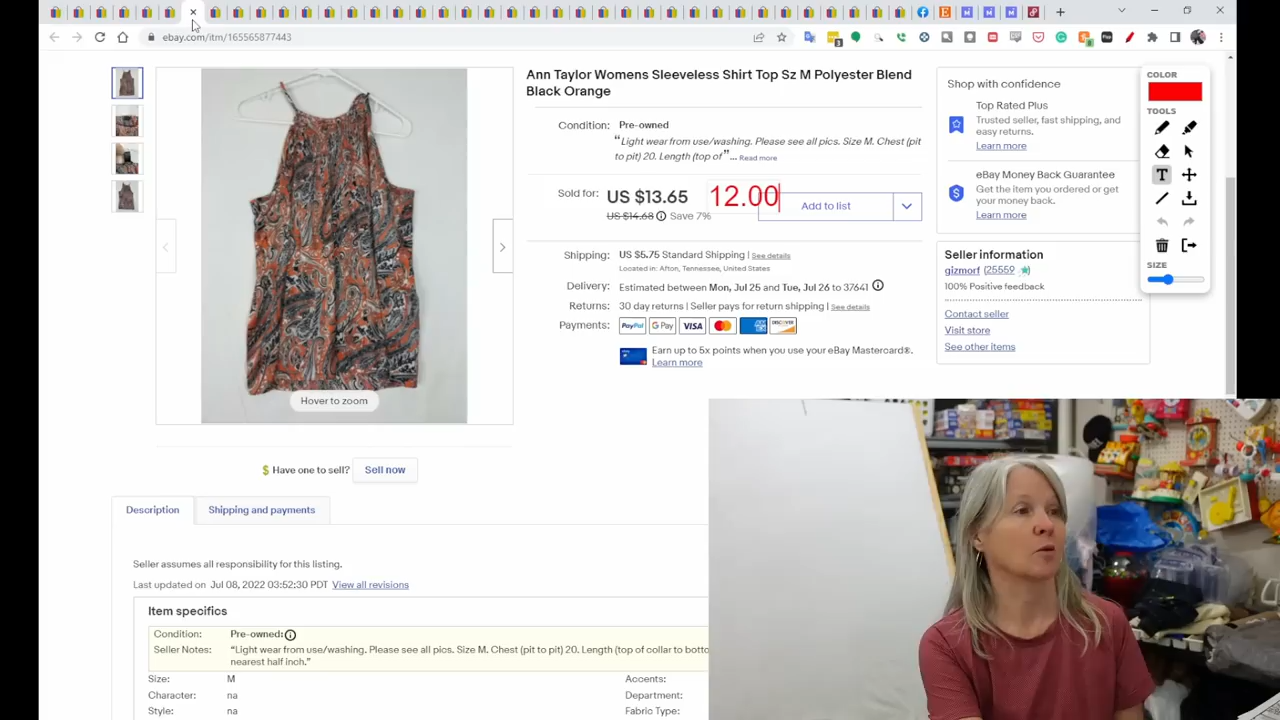 ebay.com/itm/165565877443
Ann Taylor Womens Sleeveless Shirt Top Sz M Polyester Blend
Black Orange
Condition: Pre-owned
"Light wear from use/washing. Please see all pics. Size M. Chest (pit
to pit) 20. Length (top of"... Read more
Sold for: US $13.65 12.00
US $14.68 Save 7%
Add to list
Shipping: US $5.75 Standard Shipping | See details
Located in: Afton, Tennessee, United States
Delivery: Estimated between Mon, Jul 25 and Tue, Jul 26 to 37641
Returns: 30 day returns | Seller pays for return shipping | See details
Payments: PayPal G Pay VISA DISCOVER
Earn up to 5x points when you use your eBay Mastercard®.
Learn more
Hover to zoom
Shop with confidence
Top Rated Plus
Trusted seller, fast shipping, and
easy returns.
Learn more
eBay Money Back Guarantee
Get the item you ordered or get
your money back.
Learn more
Seller information
gizmorf (25559)
100% Positive feedback
Contact seller
Visit store
See other items
COLOR
TOOLS
T
SIZE
$ Have one to sell? Sell now
Description
Shipping and payments
Seller assumes all responsibility for this listing.
Last updated on Jul 08, 2022 03:52:30 PDT View all revisions
Item specifics
Condition: Pre-owned:
Seller Notes: "Light wear from use/washing. Please see all pics. Size M. Chest (pit to pit) 20. Length (top of collar to botto
nearest half inch."
Size: M Accents:
Character: na Department:
Style: na Fabric Type: